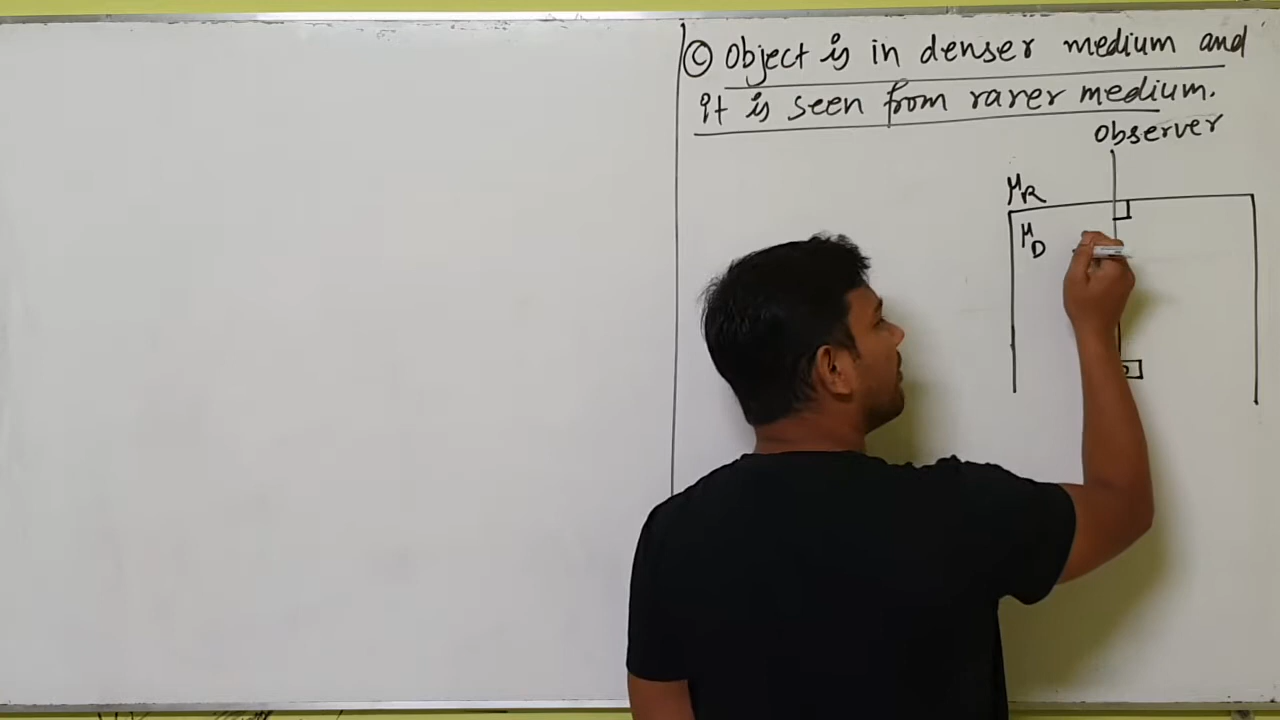 © Object is in denser medium and
it is seen from rarer medium.
Observer
μR
μD